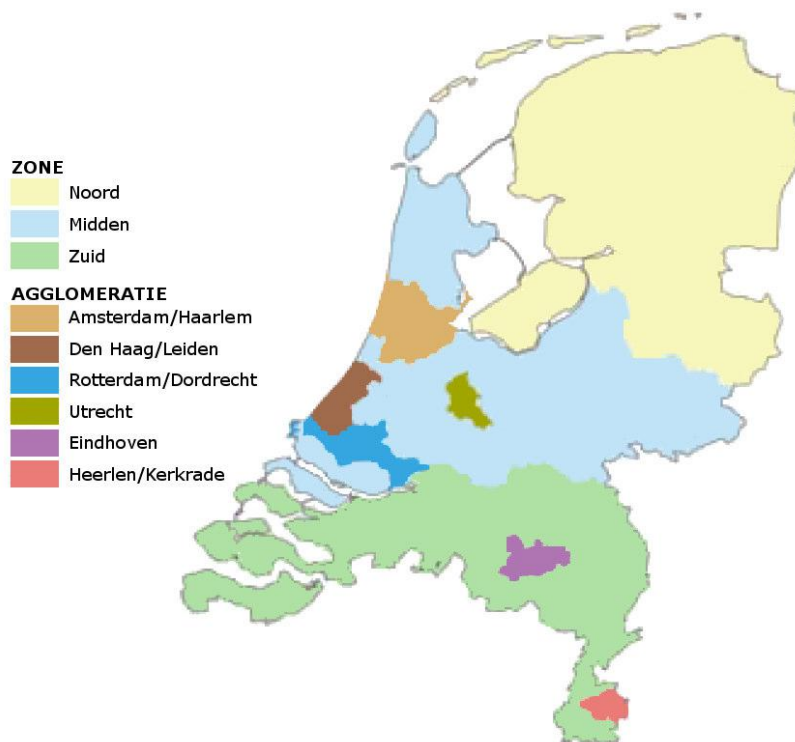 ZONE
Noord
Midden
Zuid
AGGLOMERATIE
Amsterdam/Haarlem
Den Haag/Leiden
Rotterdam/Dordrecht
Utrecht
Eindhoven
Heerlen/Kerkrade